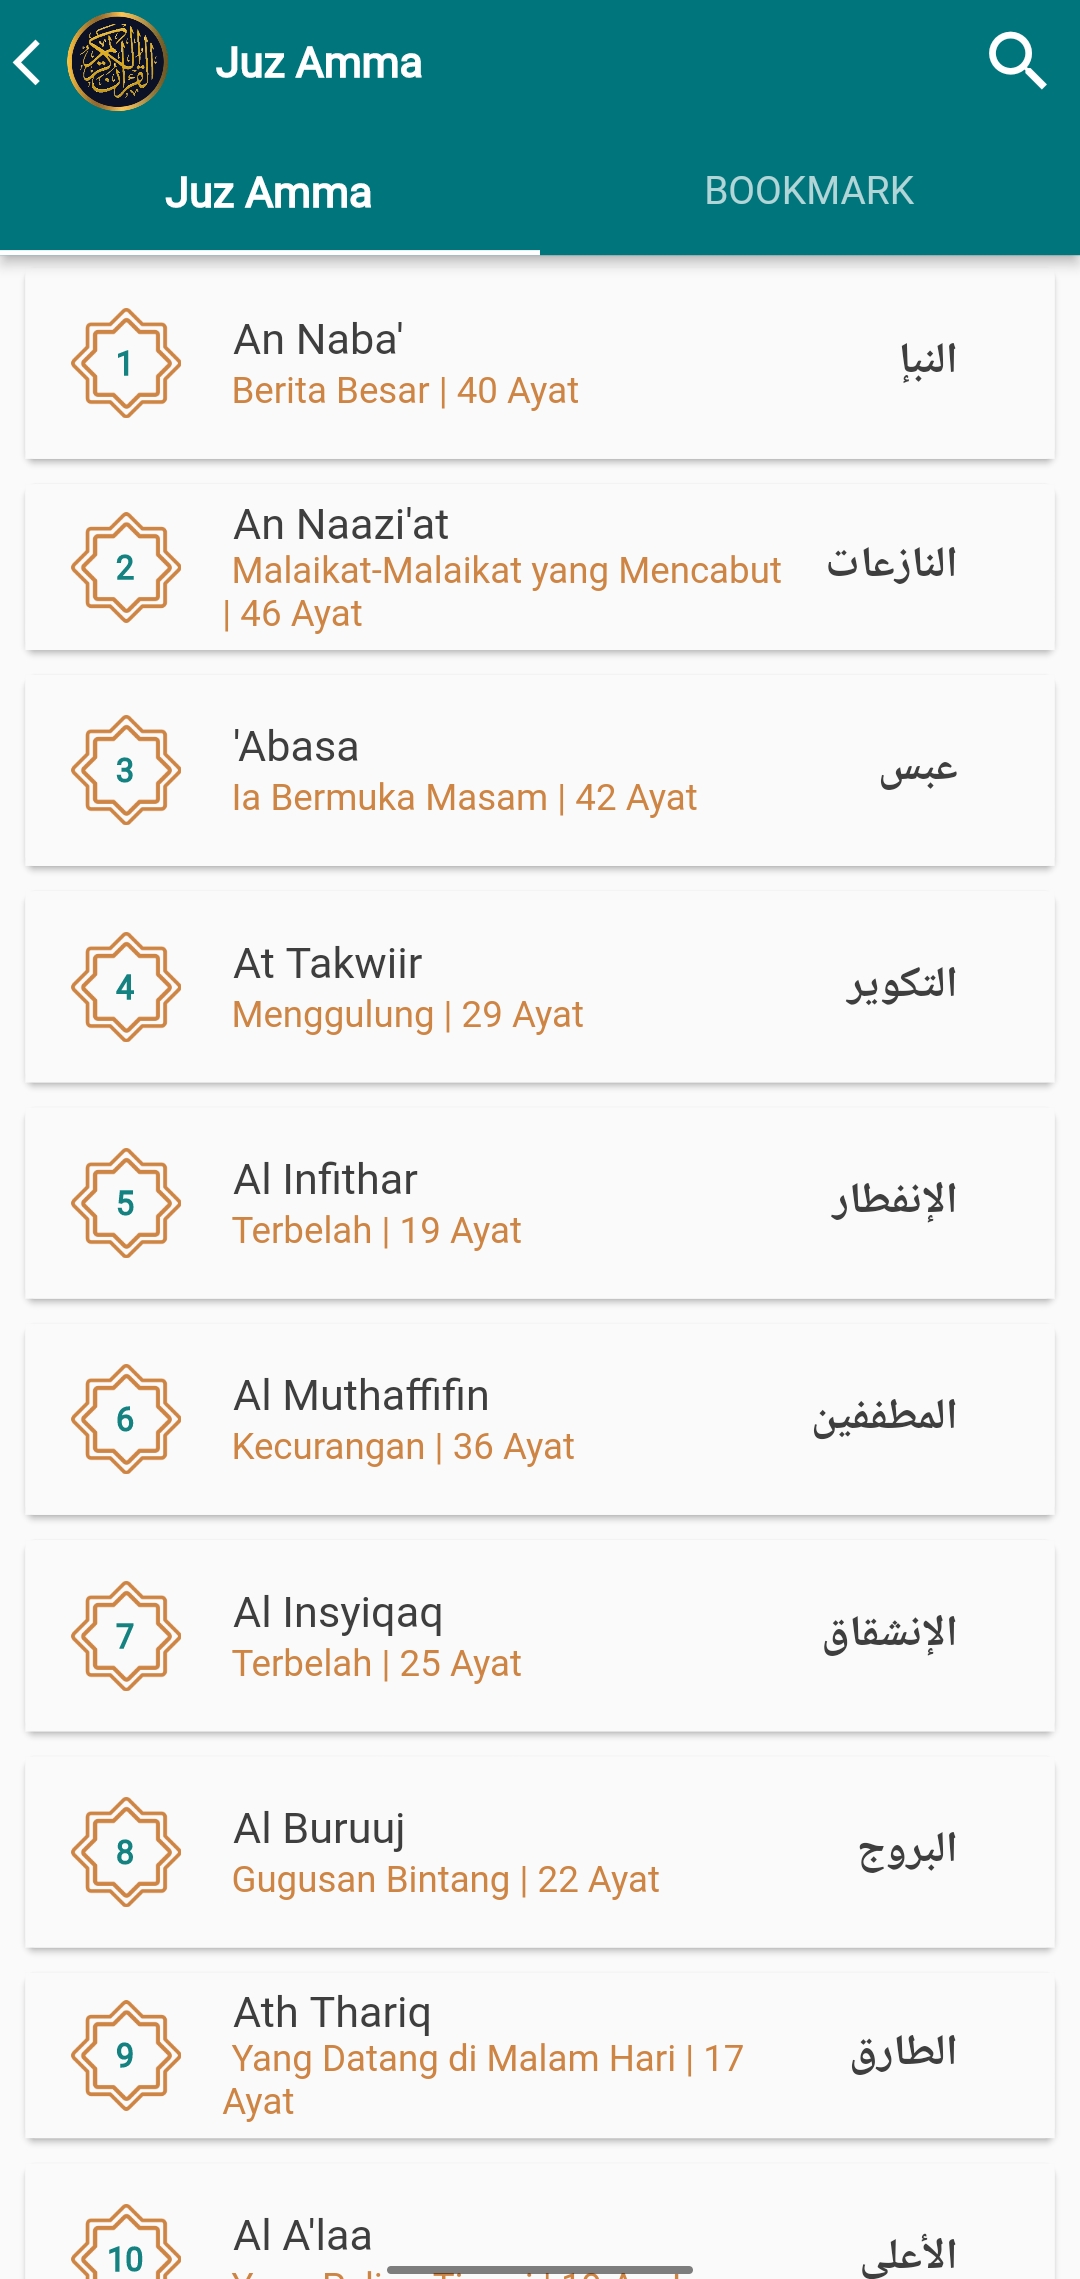 Juz Amma
Juz Amma
BOOKMARK
1
An Naba'
Berita Besar | 40 Ayat
النبإ
2
An Naazi'at
Malaikat-Malaikat yang Mencabut
| 46 Ayat
النازعات
3
'Abasa
Ia Bermuka Masam | 42 Ayat
عبس
4
At Takwiir
Menggulung | 29 Ayat
التكوير
5
Al Infithar
Terbelah | 19 Ayat
الإنفطار
6
Al Muthaffifin
Kecurangan | 36 Ayat
المطففين
7
Al Insyiqaq
Terbelah | 25 Ayat
الإنشقاق
8
Al Buruuj
Gugusan Bintang | 22 Ayat
البروج
9
Ath Thariq
Yang Datang di Malam Hari | 17
Ayat
الطارق
10
Al A'laa
الأعلى